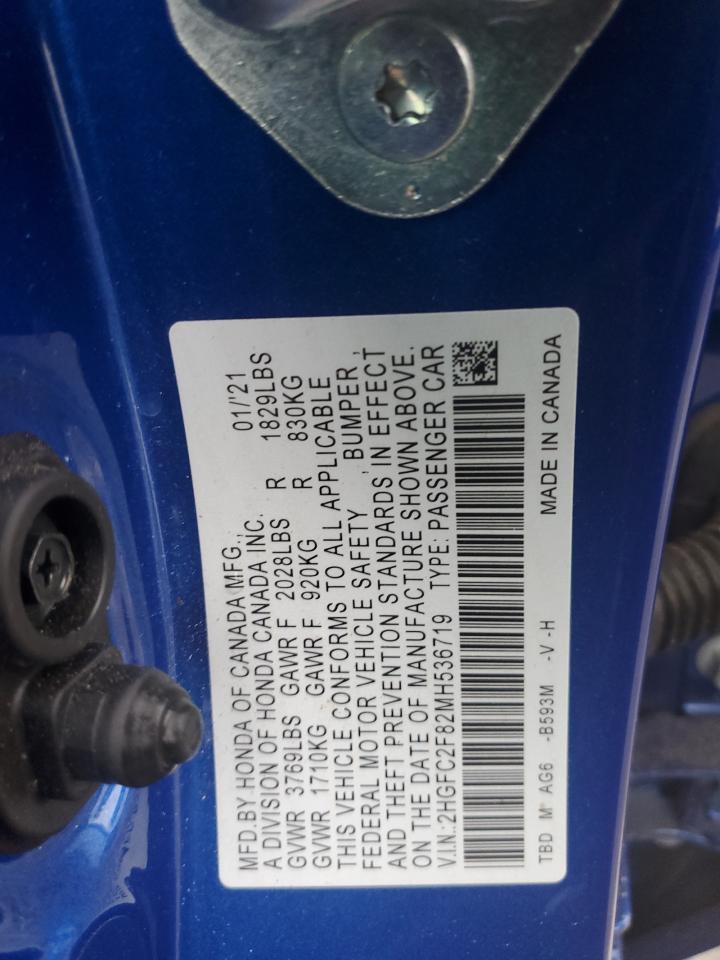 MFD.BY HONDA OF CANADA MFG., 01/'21
A DIVISION OF HONDA CANADA INC.
GVWR 3769LBS GAWR F 2028LBS R 1829LBS
GVWR 1710KG GAWR F 920KG R 830KG
THIS VEHICLE CONFORMS TO ALL APPLICABLE
FEDERAL MOTOR VEHICLE SAFETY, BUMPER,
AND THEFT PREVENTION STANDARDS IN EFFECT
ON THE DATE OF MANUFACTURE SHOWN ABOVE.
V.I.N.:2HGFC2F82MH536719 TYPE: PASSENGER CAR
TBD M AG6 -B593M -V -H MADE IN CANADA